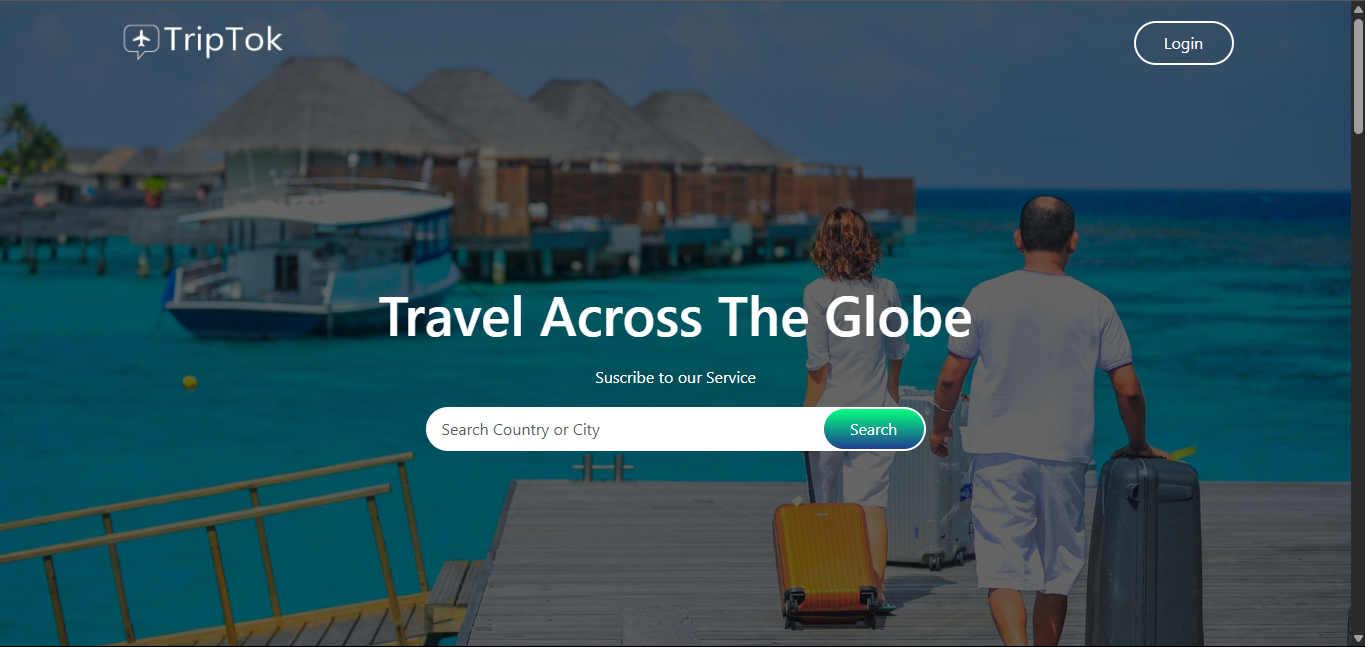 TripTok
Login
Travel Across The Globe
Suscribe to our Service
Search Country or City
Search